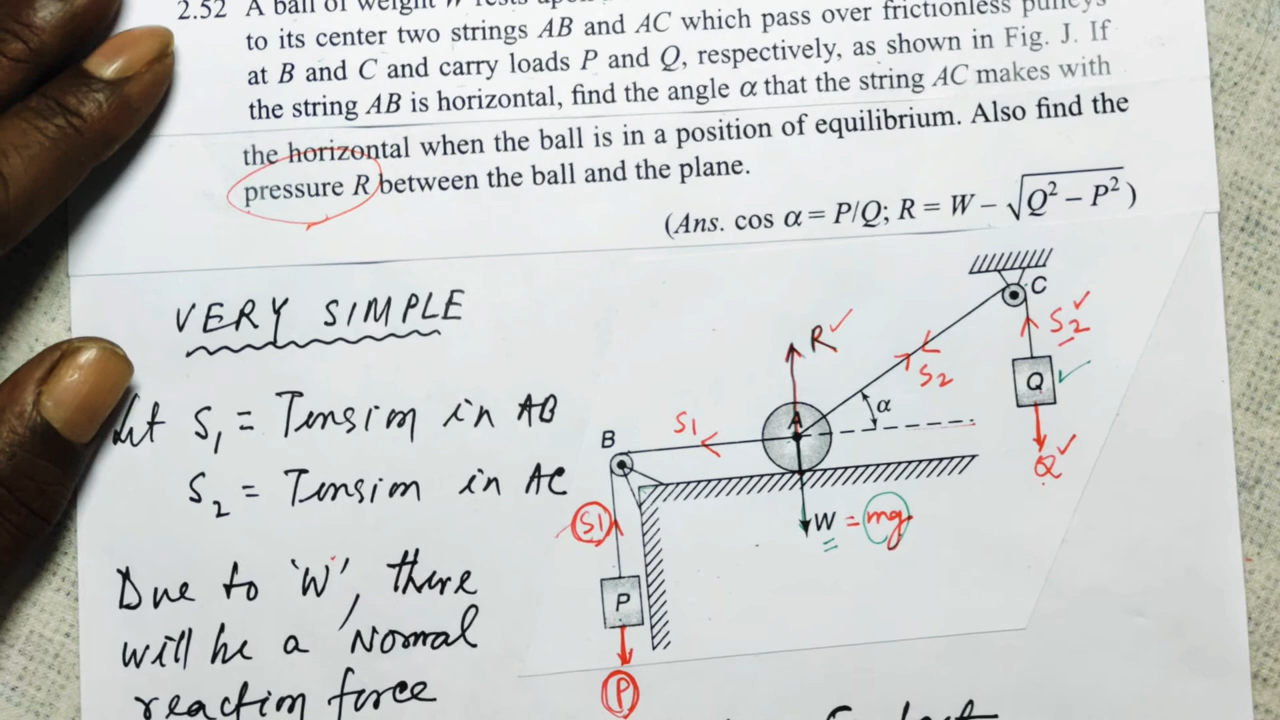 2.52 A ball of weight W rests upon
to its center two strings AB and AC which pass over frictionless pulleys
at B and C and carry loads P and Q, respectively, as shown in Fig. J. If
the string AB is horizontal, find the angle α that the string AC makes with
the horizontal when the ball is in a position of equilibrium. Also find the
pressure R between the ball and the plane.
(Ans. cos α = P/Q; R = W − √(Q² − P²))
VERY SIMPLE
Let S₁ = Tension in AB
S₂ = Tension in AC
Due to 'W', there
will be a Normal
reaction force
C
R
S2
S2
Q
Q
α
A
S1
B
S1
W = mg
P
P